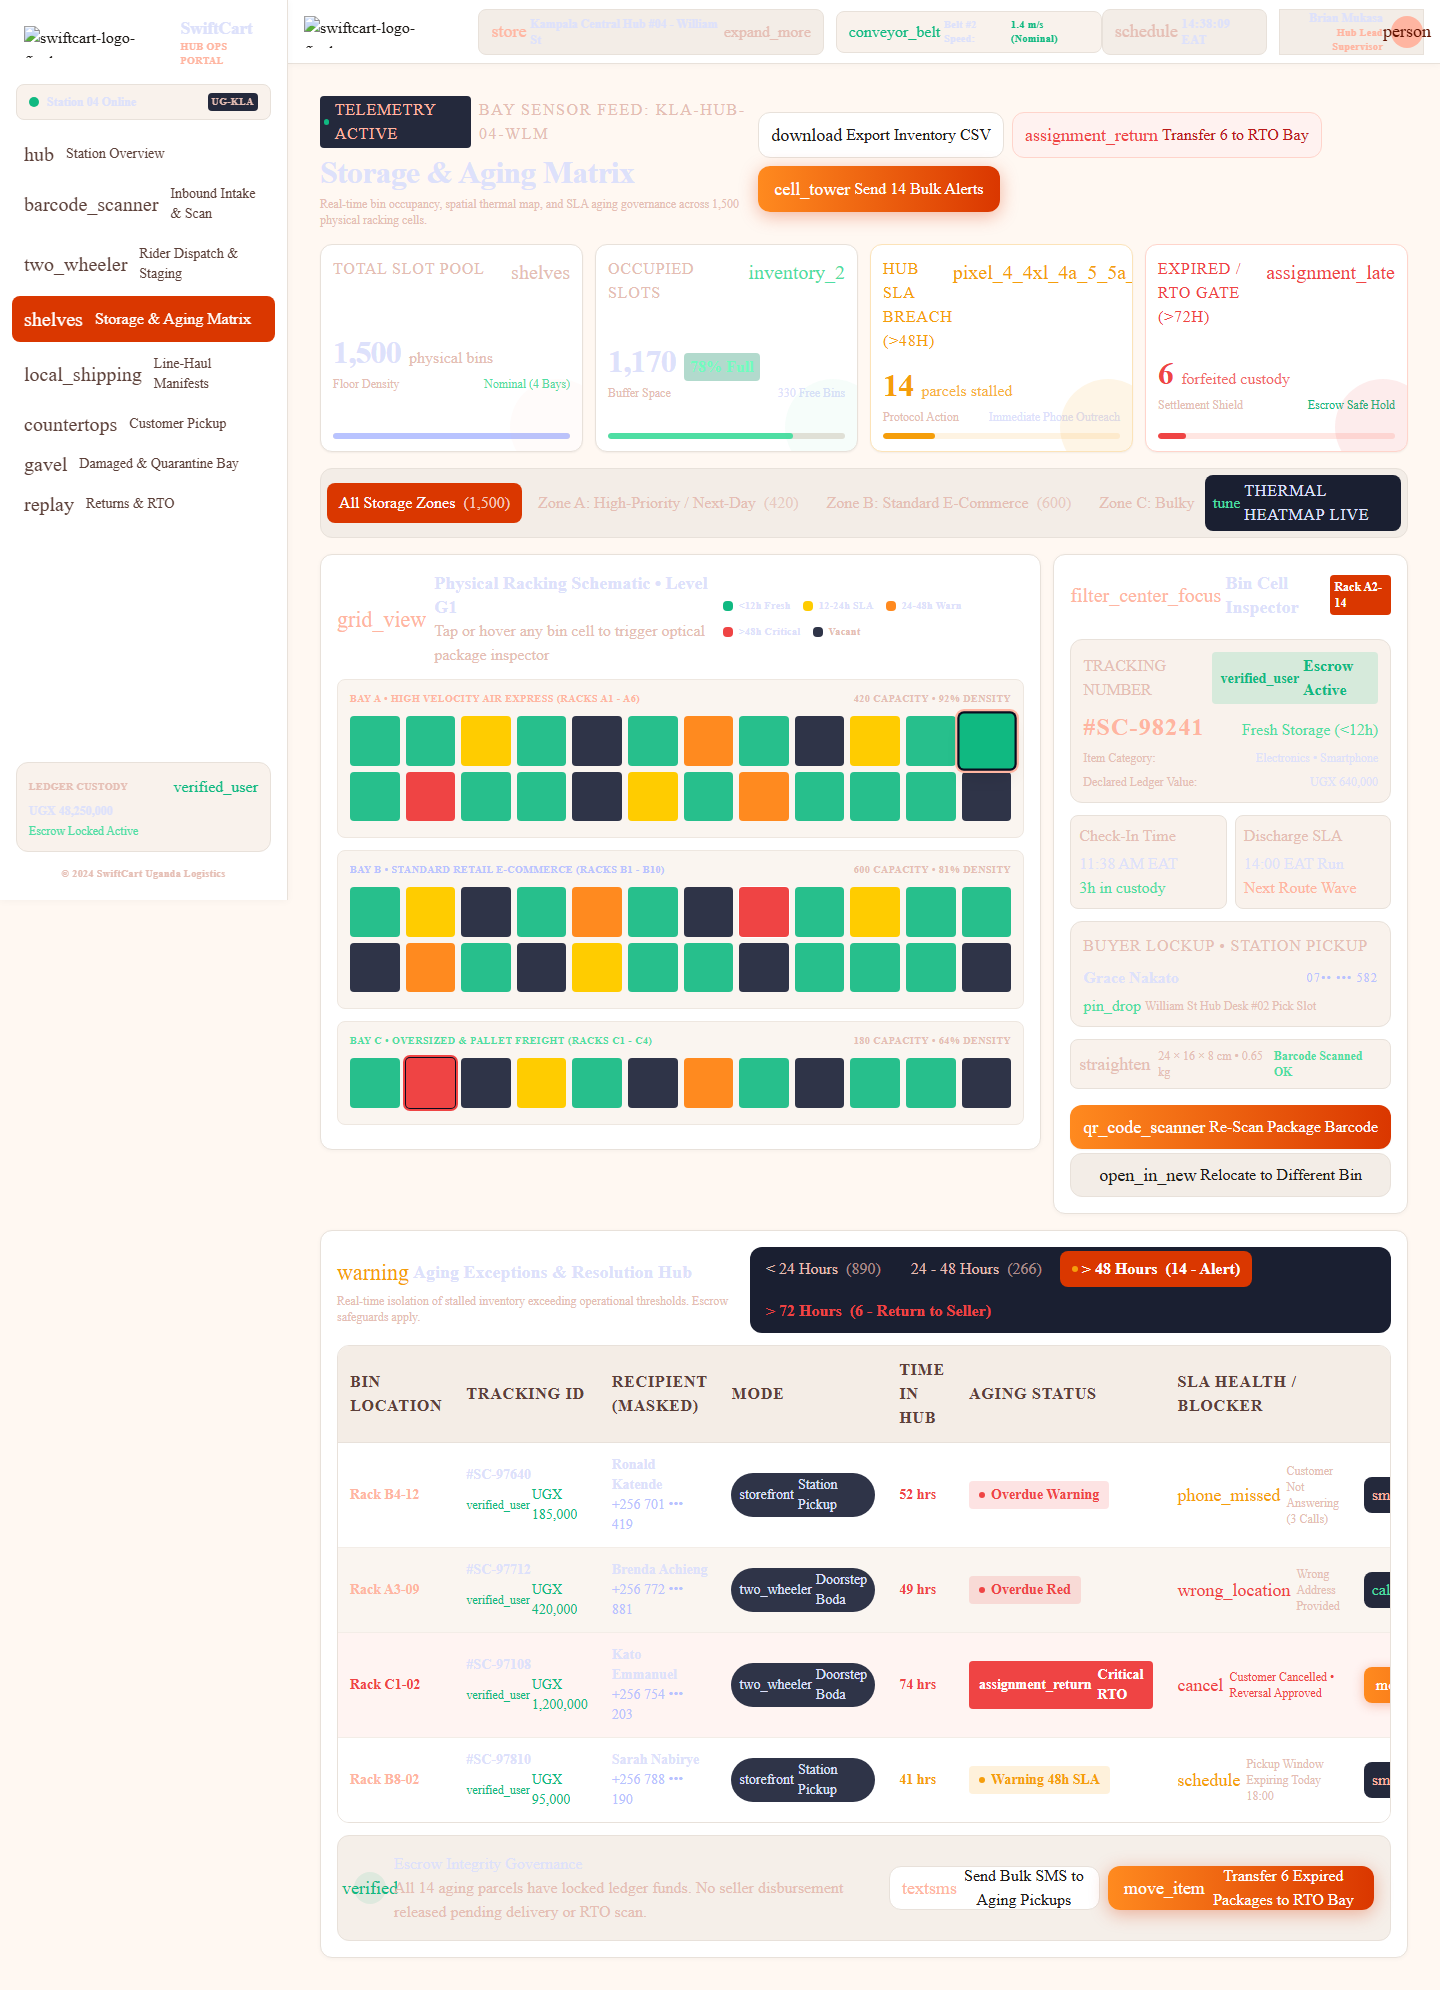 swiftcart-logo-
SwiftCart
HUB OPS
PORTAL
Station 04 Online
UG-KLA
hub Station Overview
barcode_scanner Inbound Intake
& Scan
two_wheeler Rider Dispatch &
Staging
shelves Storage & Aging Matrix
local_shipping Line-Haul
Manifests
countertops Customer Pickup
gavel Damaged & Quarantine Bay
replay Returns & RTO
LEDGER CUSTODY verified_user
UGX 48,250,000
Escrow Locked Active
© 2024 SwiftCart Uganda Logistics
swiftcart-logo-
store Kampala Central Hub #04 - William
St expand_more
conveyor_belt Belt #2
Speed: 1.4 m/s
(Nominal)
schedule 14:38:09
EAT
Brian Mukasa
Hub Lead
Supervisor
person
TELEMETRY
ACTIVE
BAY SENSOR FEED: KLA-HUB-
04-WLM
Storage & Aging Matrix
Real-time bin occupancy, spatial thermal map, and SLA aging governance across 1,500
physical racking cells.
download Export Inventory CSV
assignment_return Transfer 6 to RTO Bay
cell_tower Send 14 Bulk Alerts
TOTAL SLOT POOL shelves
1,500 physical bins
Floor Density Nominal (4 Bays)
OCCUPIED
SLOTS inventory_2
1,170 78% Full
Buffer Space 330 Free Bins
HUB
SLA
BREACH
(>48H)
pixel_4_4xl_4a_5_5a_
14 parcels stalled
Protocol Action Immediate Phone Outreach
EXPIRED /
RTO GATE
(>72H)
assignment_late
6 forfeited custody
Settlement Shield Escrow Safe Hold
All Storage Zones (1,500)
Zone A: High-Priority / Next-Day (420)
Zone B: Standard E-Commerce (600)
Zone C: Bulky
tune THERMAL
HEATMAP LIVE
grid_view
Physical Racking Schematic • Level
G1
Tap or hover any bin cell to trigger optical
package inspector
<12h Fresh 12-24h SLA 24-48h Warn
>48h Critical Vacant
BAY A • HIGH VELOCITY AIR EXPRESS (RACKS A1 - A6) 420 CAPACITY • 92% DENSITY
BAY B • STANDARD RETAIL E-COMMERCE (RACKS B1 - B10) 600 CAPACITY • 81% DENSITY
BAY C • OVERSIZED & PALLET FREIGHT (RACKS C1 - C4) 180 CAPACITY • 64% DENSITY
filter_center_focus Bin Cell
Inspector
Rack A2-
14
TRACKING
NUMBER
verified_user Escrow
Active
#SC-98241 Fresh Storage (<12h)
Item Category: Electronics • Smartphone
Declared Ledger Value: UGX 640,000
Check-In Time
11:38 AM EAT
3h in custody
Discharge SLA
14:00 EAT Run
Next Route Wave
BUYER LOCKUP • STATION PICKUP
Grace Nakato 07•• ••• 582
pin_drop William St Hub Desk #02 Pick Slot
straighten 24 × 16 × 8 cm • 0.65
kg
Barcode Scanned
OK
qr_code_scanner Re-Scan Package Barcode
open_in_new Relocate to Different Bin
warning Aging Exceptions & Resolution Hub
Real-time isolation of stalled inventory exceeding operational thresholds. Escrow
safeguards apply.
< 24 Hours (890) 24 - 48 Hours (266) > 48 Hours (14 - Alert)
> 72 Hours (6 - Return to Seller)
BIN
LOCATION
TRACKING ID
RECIPIENT
(MASKED)
MODE
TIME
IN
HUB
AGING STATUS
SLA HEALTH /
BLOCKER
Rack B4-12
#SC-97640
verified_user UGX
185,000
Ronald
Katende
+256 701 •••
419
storefront Station
Pickup
52 hrs
Overdue Warning
phone_missed Customer
Not
Answering
(3 Calls)
sm
Rack A3-09
#SC-97712
verified_user UGX
420,000
Brenda Achieng
+256 772 •••
881
two_wheeler Doorstep
Boda
49 hrs
Overdue Red
wrong_location Wrong
Address
Provided
cal
Rack C1-02
#SC-97108
verified_user UGX
1,200,000
Kato
Emmanuel
+256 754 •••
203
two_wheeler Doorstep
Boda
74 hrs
assignment_return Critical
RTO
cancel Customer Cancelled •
Reversal Approved
mo
Rack B8-02
#SC-97810
verified_user UGX
95,000
Sarah Nabirye
+256 788 •••
190
storefront Station
Pickup
41 hrs
Warning 48h SLA
schedule Pickup Window
Expiring Today
18:00
sm
verified
Escrow Integrity Governance
All 14 aging parcels have locked ledger funds. No seller disbursement
released pending delivery or RTO scan.
textsms Send Bulk SMS to
Aging Pickups
move_item Transfer 6 Expired
Packages to RTO Bay